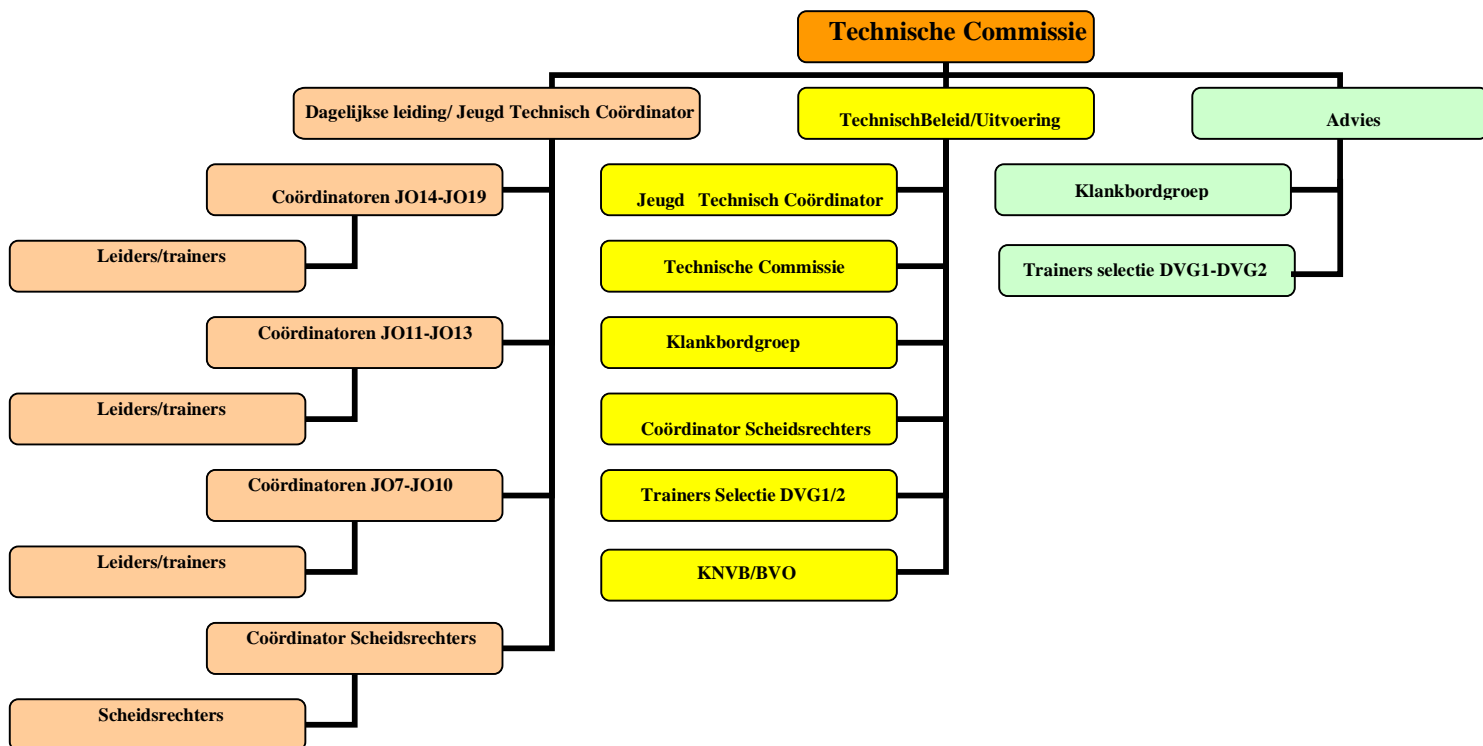 Technische Commissie
Dagelijkse leiding/ Jeugd Technisch Coördinator
TechnischBeleid/Uitvoering
Advies
Coördinatoren JO14-JO19
Leiders/trainers
Coördinatoren JO11-JO13
Leiders/trainers
Coördinatoren JO7-JO10
Leiders/trainers
Coördinator Scheidsrechters
Scheidsrechters
Jeugd Technisch Coördinator
Technische Commissie
Klankbordgroep
Coördinator Scheidsrechters
Trainers Selectie DVG1/2
KNVB/BVO
Klankbordgroep
Trainers selectie DVG1-DVG2